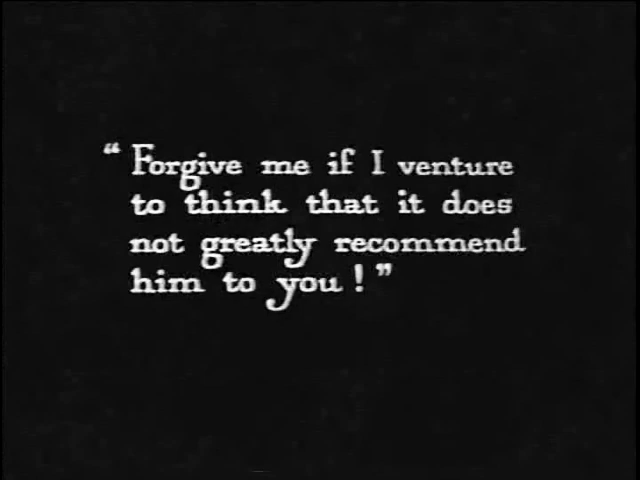 “Forgive me if I venture
to think that it does
not greatly recommend
him to you!”